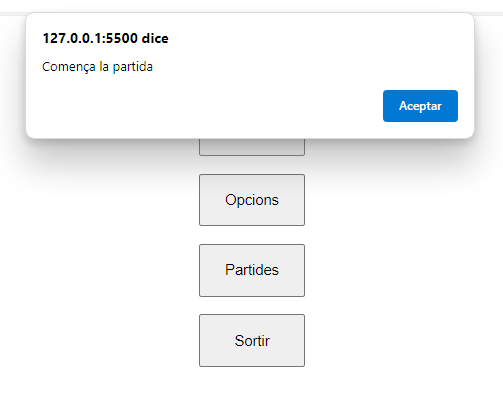 127.0.0.1:5500 dice
Comença la partida
Aceptar
Opcions
Partides
Sortir